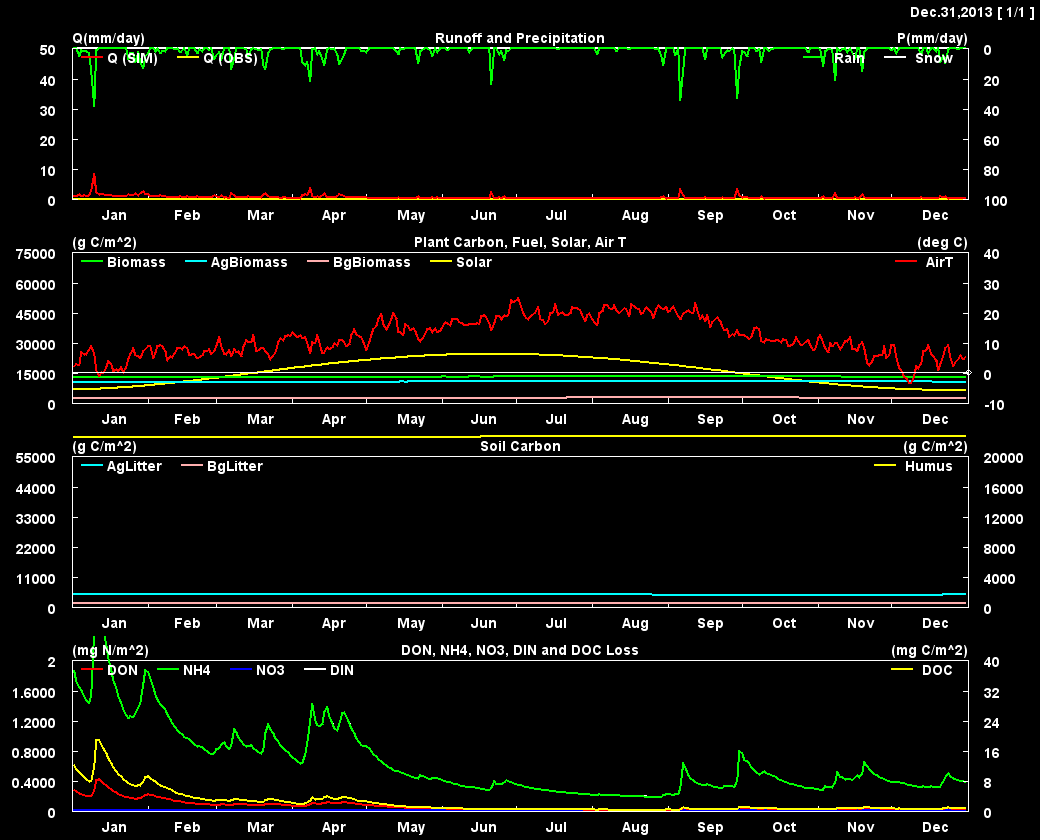 Dec.31,2013 [ 1/1 ]
Q(mm/day) Runoff and Precipitation P(mm/day)
50 Q (SIM) Q (OBS) Rain Snow 0
40 20
30 40
20 60
10 80
0 100
Jan Feb Mar Apr May Jun Jul Aug Sep Oct Nov Dec
(g C/m^2) Plant Carbon, Fuel, Solar, Air T (deg C)
75000 40
Biomass AgBiomass BgBiomass Solar AirT
60000 30
45000 20
30000 10
15000 0
0 -10
Jan Feb Mar Apr May Jun Jul Aug Sep Oct Nov Dec
(g C/m^2) Soil Carbon (g C/m^2)
55000 20000
AgLitter BgLitter Humus
44000 16000
33000 12000
22000 8000
11000 4000
0 0
Jan Feb Mar Apr May Jun Jul Aug Sep Oct Nov Dec
(mg N/m^2) DON, NH4, NO3, DIN and DOC Loss (mg C/m^2)
2 40
DON NH4 NO3 DIN DOC
1.6000 32
1.2000 24
0.8000 16
0.4000 8
0 0
Jan Feb Mar Apr May Jun Jul Aug Sep Oct Nov Dec